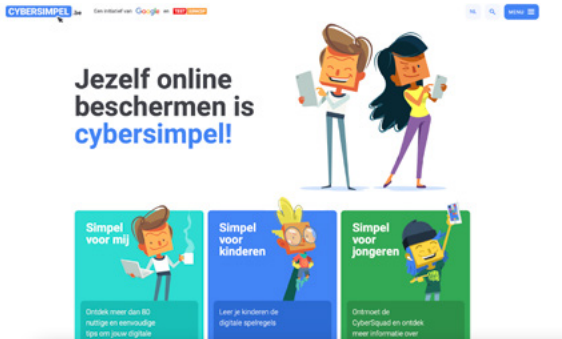 CYBERSIMPEL.be Een initiatief van Google en TEST AANKOOP NL MENU
Jezelf online
beschermen is
cybersimpel!
Simpel
voor mij
Ontdek meer dan 80
nuttige en eenvoudige
tips om jouw digitale
Simpel
voor
kinderen
Leer je kinderen de
digitale spelregels
Simpel
voor
jongeren
Ontmoet de
CyberSquad en ontdek
meer informatie over